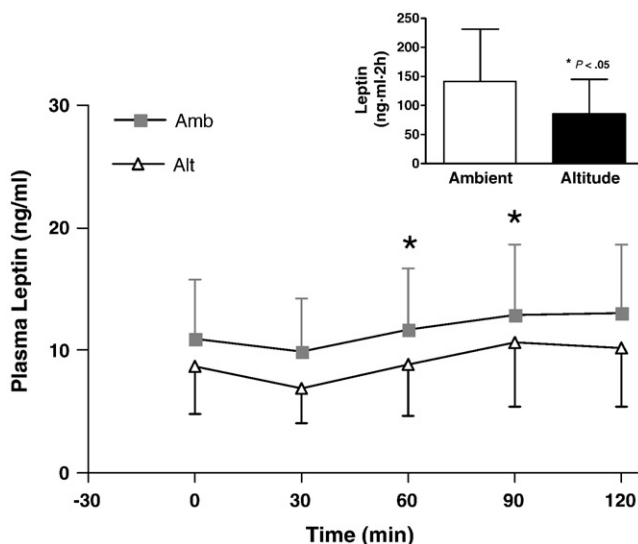 250
200
150
100
50
0
Leptin
(ng·ml·2h)
* P < .05
Ambient Altitude
30
20
10
0
Plasma Leptin (ng/ml)
Amb
Alt
*
*
-30 0 30 60 90 120
Time (min)